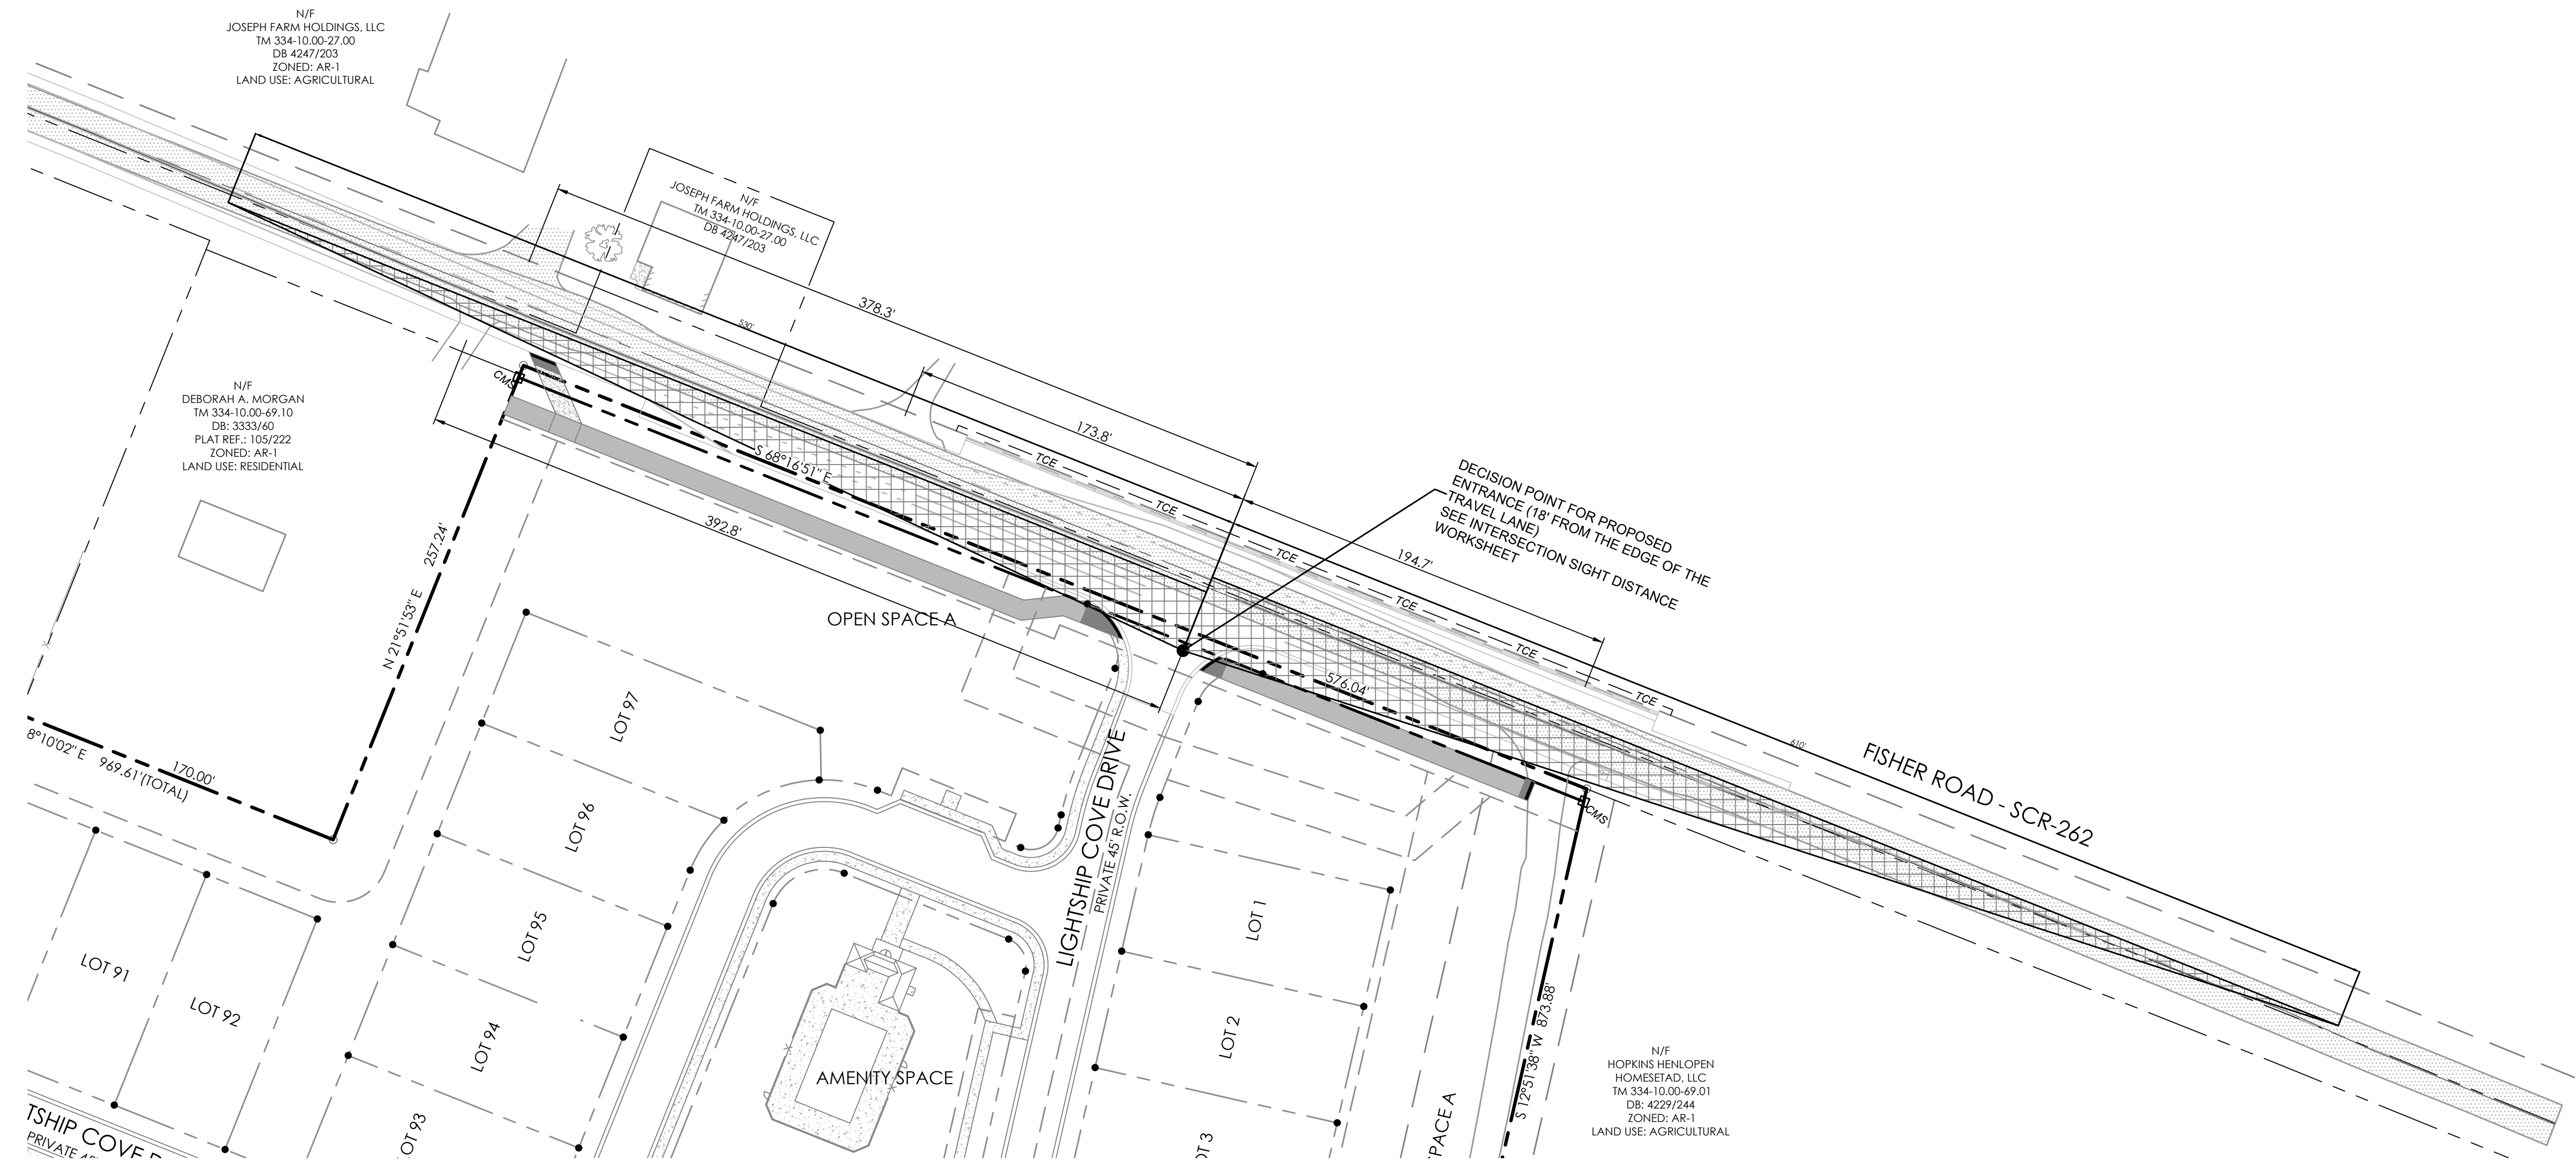 N/F
JOSEPH FARM HOLDINGS, LLC
TM 334-10.00-27.00
DB 4247/203
ZONED: AR-1
LAND USE: AGRICULTURAL
N/F
JOSEPH FARM HOLDINGS, LLC
TM 334-10.00-27.00
DB 4247/203
378.3'
530'
173.8'
N/F
DEBORAH A. MORGAN
TM 334-10.00-69.10
DB: 3333/60
PLAT REF.: 105/222
ZONED: AR-1
LAND USE: RESIDENTIAL
CMS
S 68°16'51" E
392.8'
TCE
TCE
TCE
TCE
TCE
TCE
DECISION POINT FOR PROPOSED
ENTRANCE (18' FROM THE EDGE OF THE
TRAVEL LANE)
SEE INTERSECTION SIGHT DISTANCE
WORKSHEET
194.7'
576.04'
610'
FISHER ROAD - SCR-262
CMS
OPEN SPACE A
N 21°51'53" E 257.24'
8°10'02" E 969.61'(TOTAL)
170.00'
LOT 97
LOT 96
LOT 95
LOT 94
LOT 93
LOT 91
LOT 92
LIGHTSHIP COVE DRIVE
PRIVATE 45' R.O.W.
LOT 1
LOT 2
OT 3
AMENITY SPACE
PACE A
S 12°51'38" W 873.88'
N/F
HOPKINS HENLOPEN
HOMESETAD, LLC
TM 334-10.00-69.01
DB: 4229/244
ZONED: AR-1
LAND USE: AGRICULTURAL
TSHIP COVE
PRIVATE